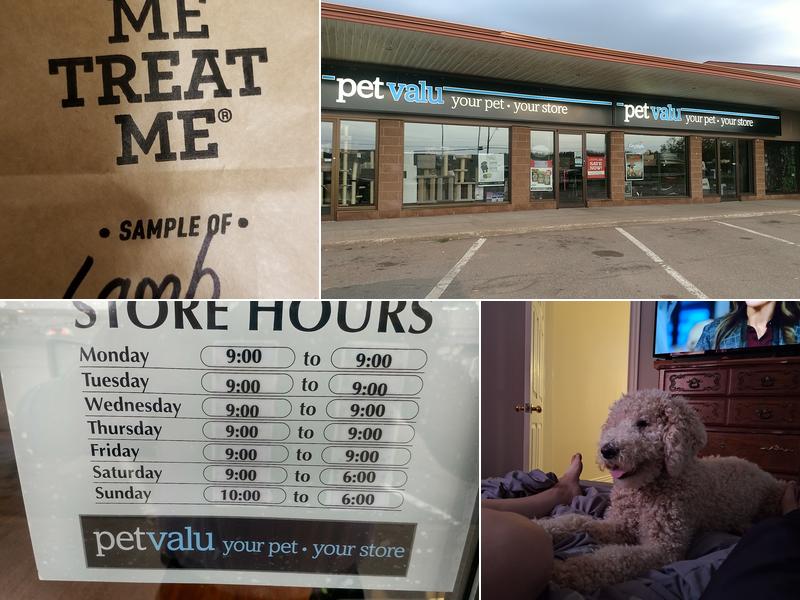 ME
TREAT
ME®
• SAMPLE OF •
Lamb
petvalu your pet • your store
petvalu your pet • your store
SAVE
NOW!
STORE HOURS
Monday 9:00 to 9:00
Tuesday 9:00 to 9:00
Wednesday 9:00 to 9:00
Thursday 9:00 to 9:00
Friday 9:00 to 9:00
Saturday 9:00 to 6:00
Sunday 10:00 to 6:00
petvalu your pet • your store